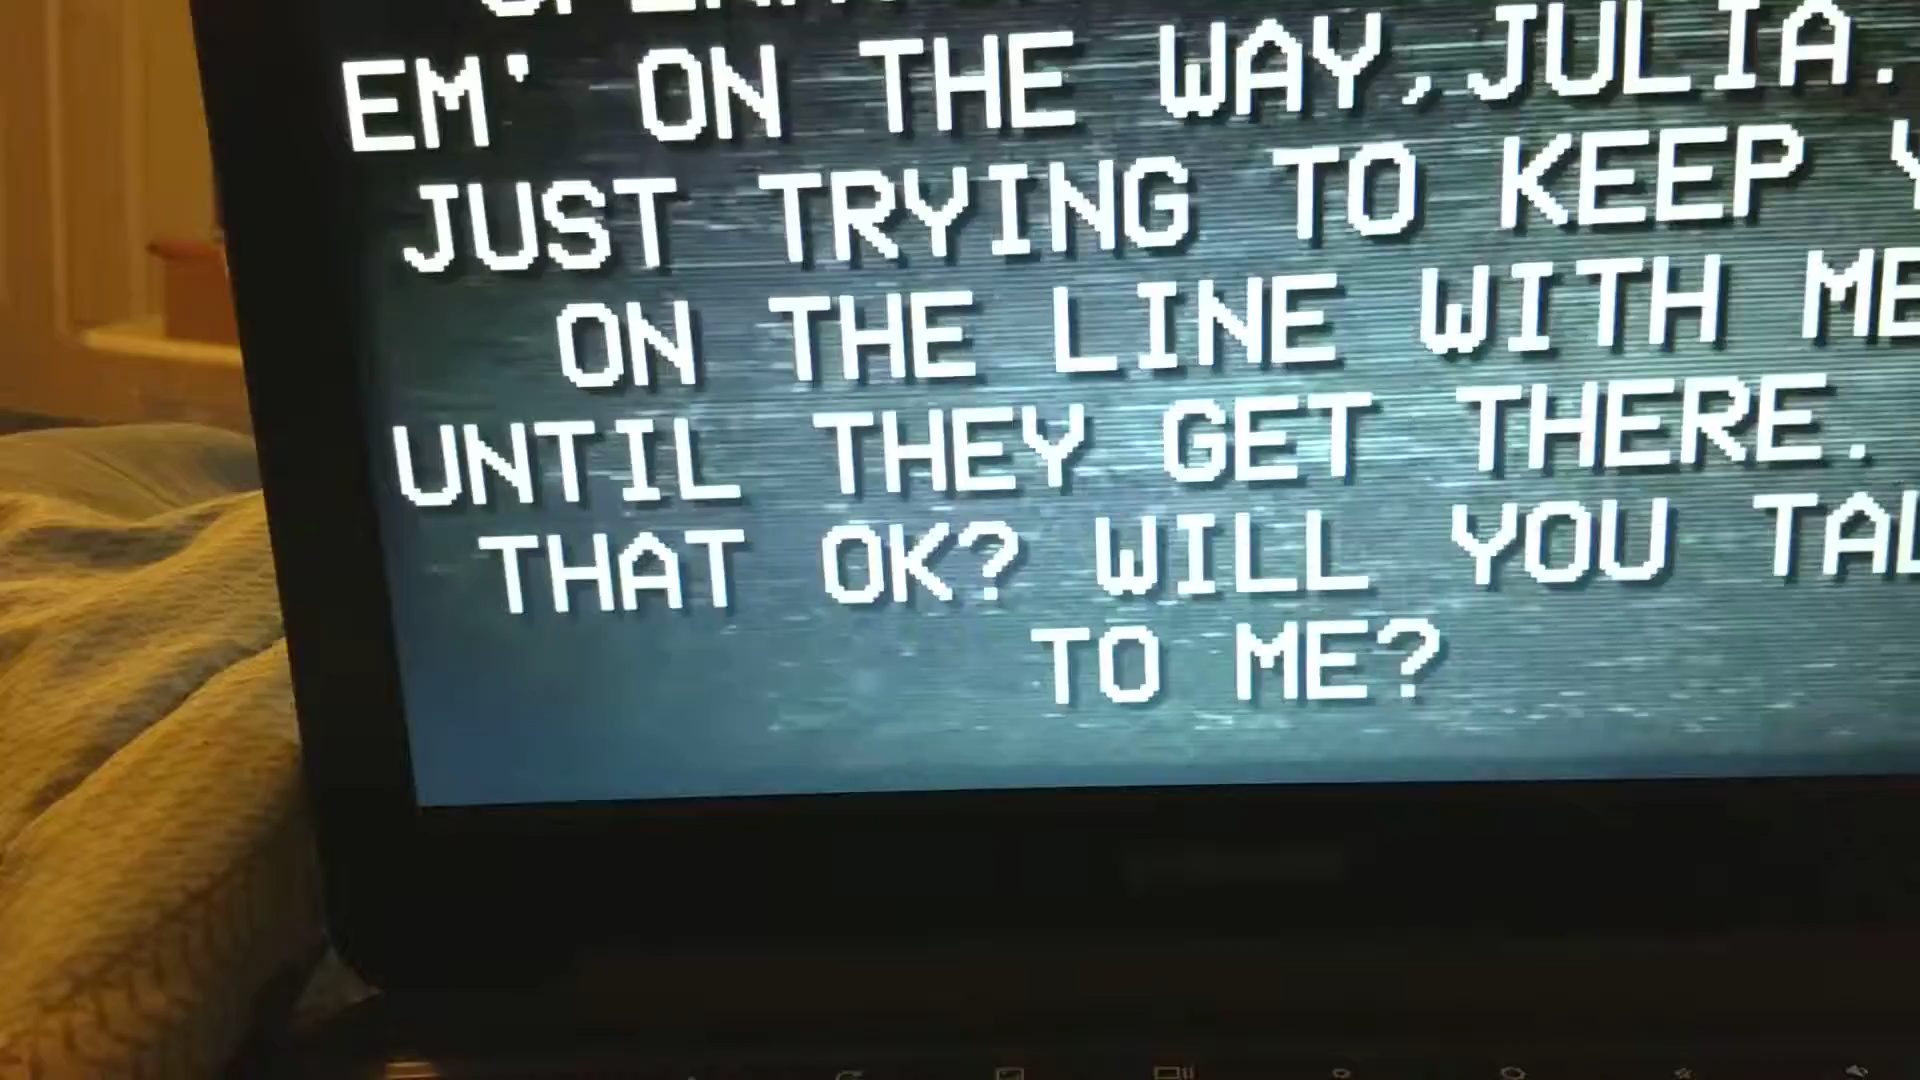 EM' ON THE WAY,JULIA.
JUST TRYING TO KEEP
ON THE LINE WITH ME
UNTIL THEY GET THERE.
THAT OK? WILL YOU
TO ME?